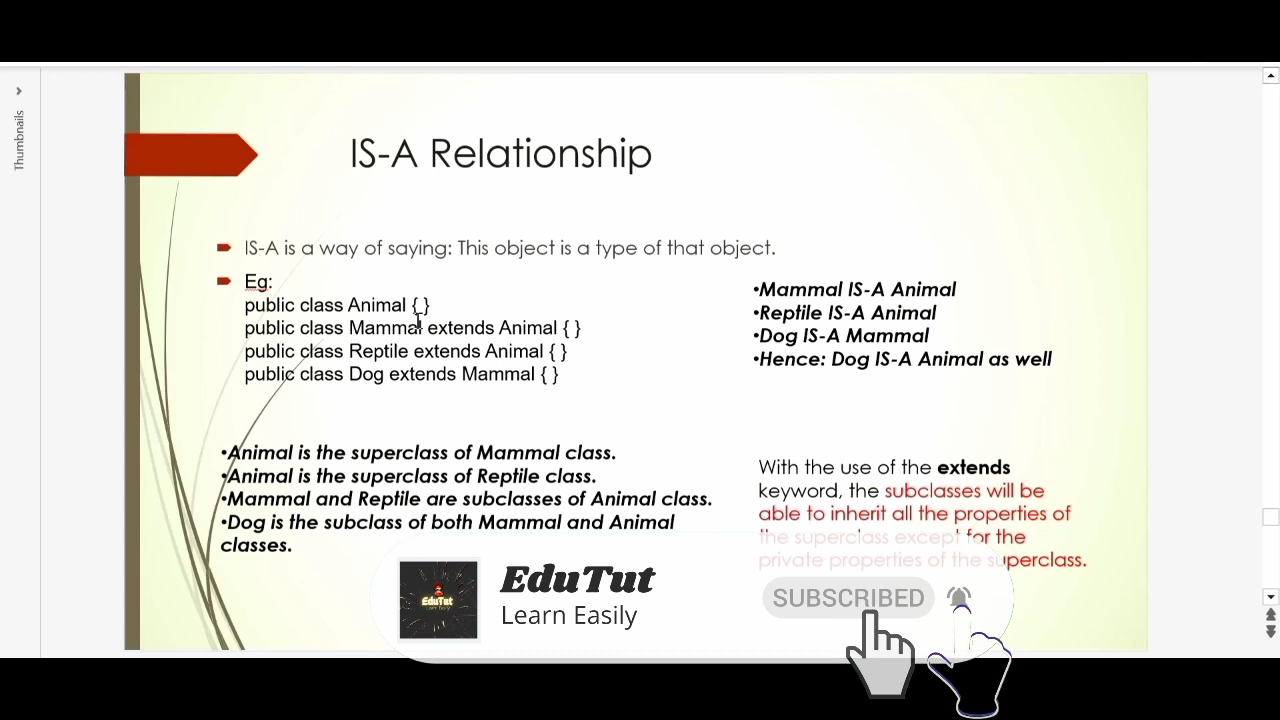 Thumbnails
IS-A Relationship
IS-A is a way of saying: This object is a type of that object.
Eg:
public class Animal { }
public class Mammal extends Animal { }
public class Reptile extends Animal { }
public class Dog extends Mammal { }
•Mammal IS-A Animal
•Reptile IS-A Animal
•Dog IS-A Mammal
•Hence: Dog IS-A Animal as well
•Animal is the superclass of Mammal class.
•Animal is the superclass of Reptile class.
•Mammal and Reptile are subclasses of Animal class.
•Dog is the subclass of both Mammal and Animal
classes.
With the use of the extends
keyword, the subclasses will be
able to inherit all the properties of
the superclass except for the
private properties of the superclass.
EduTut
Learn Easily
EduTut
Learn Easily
SUBSCRIBED